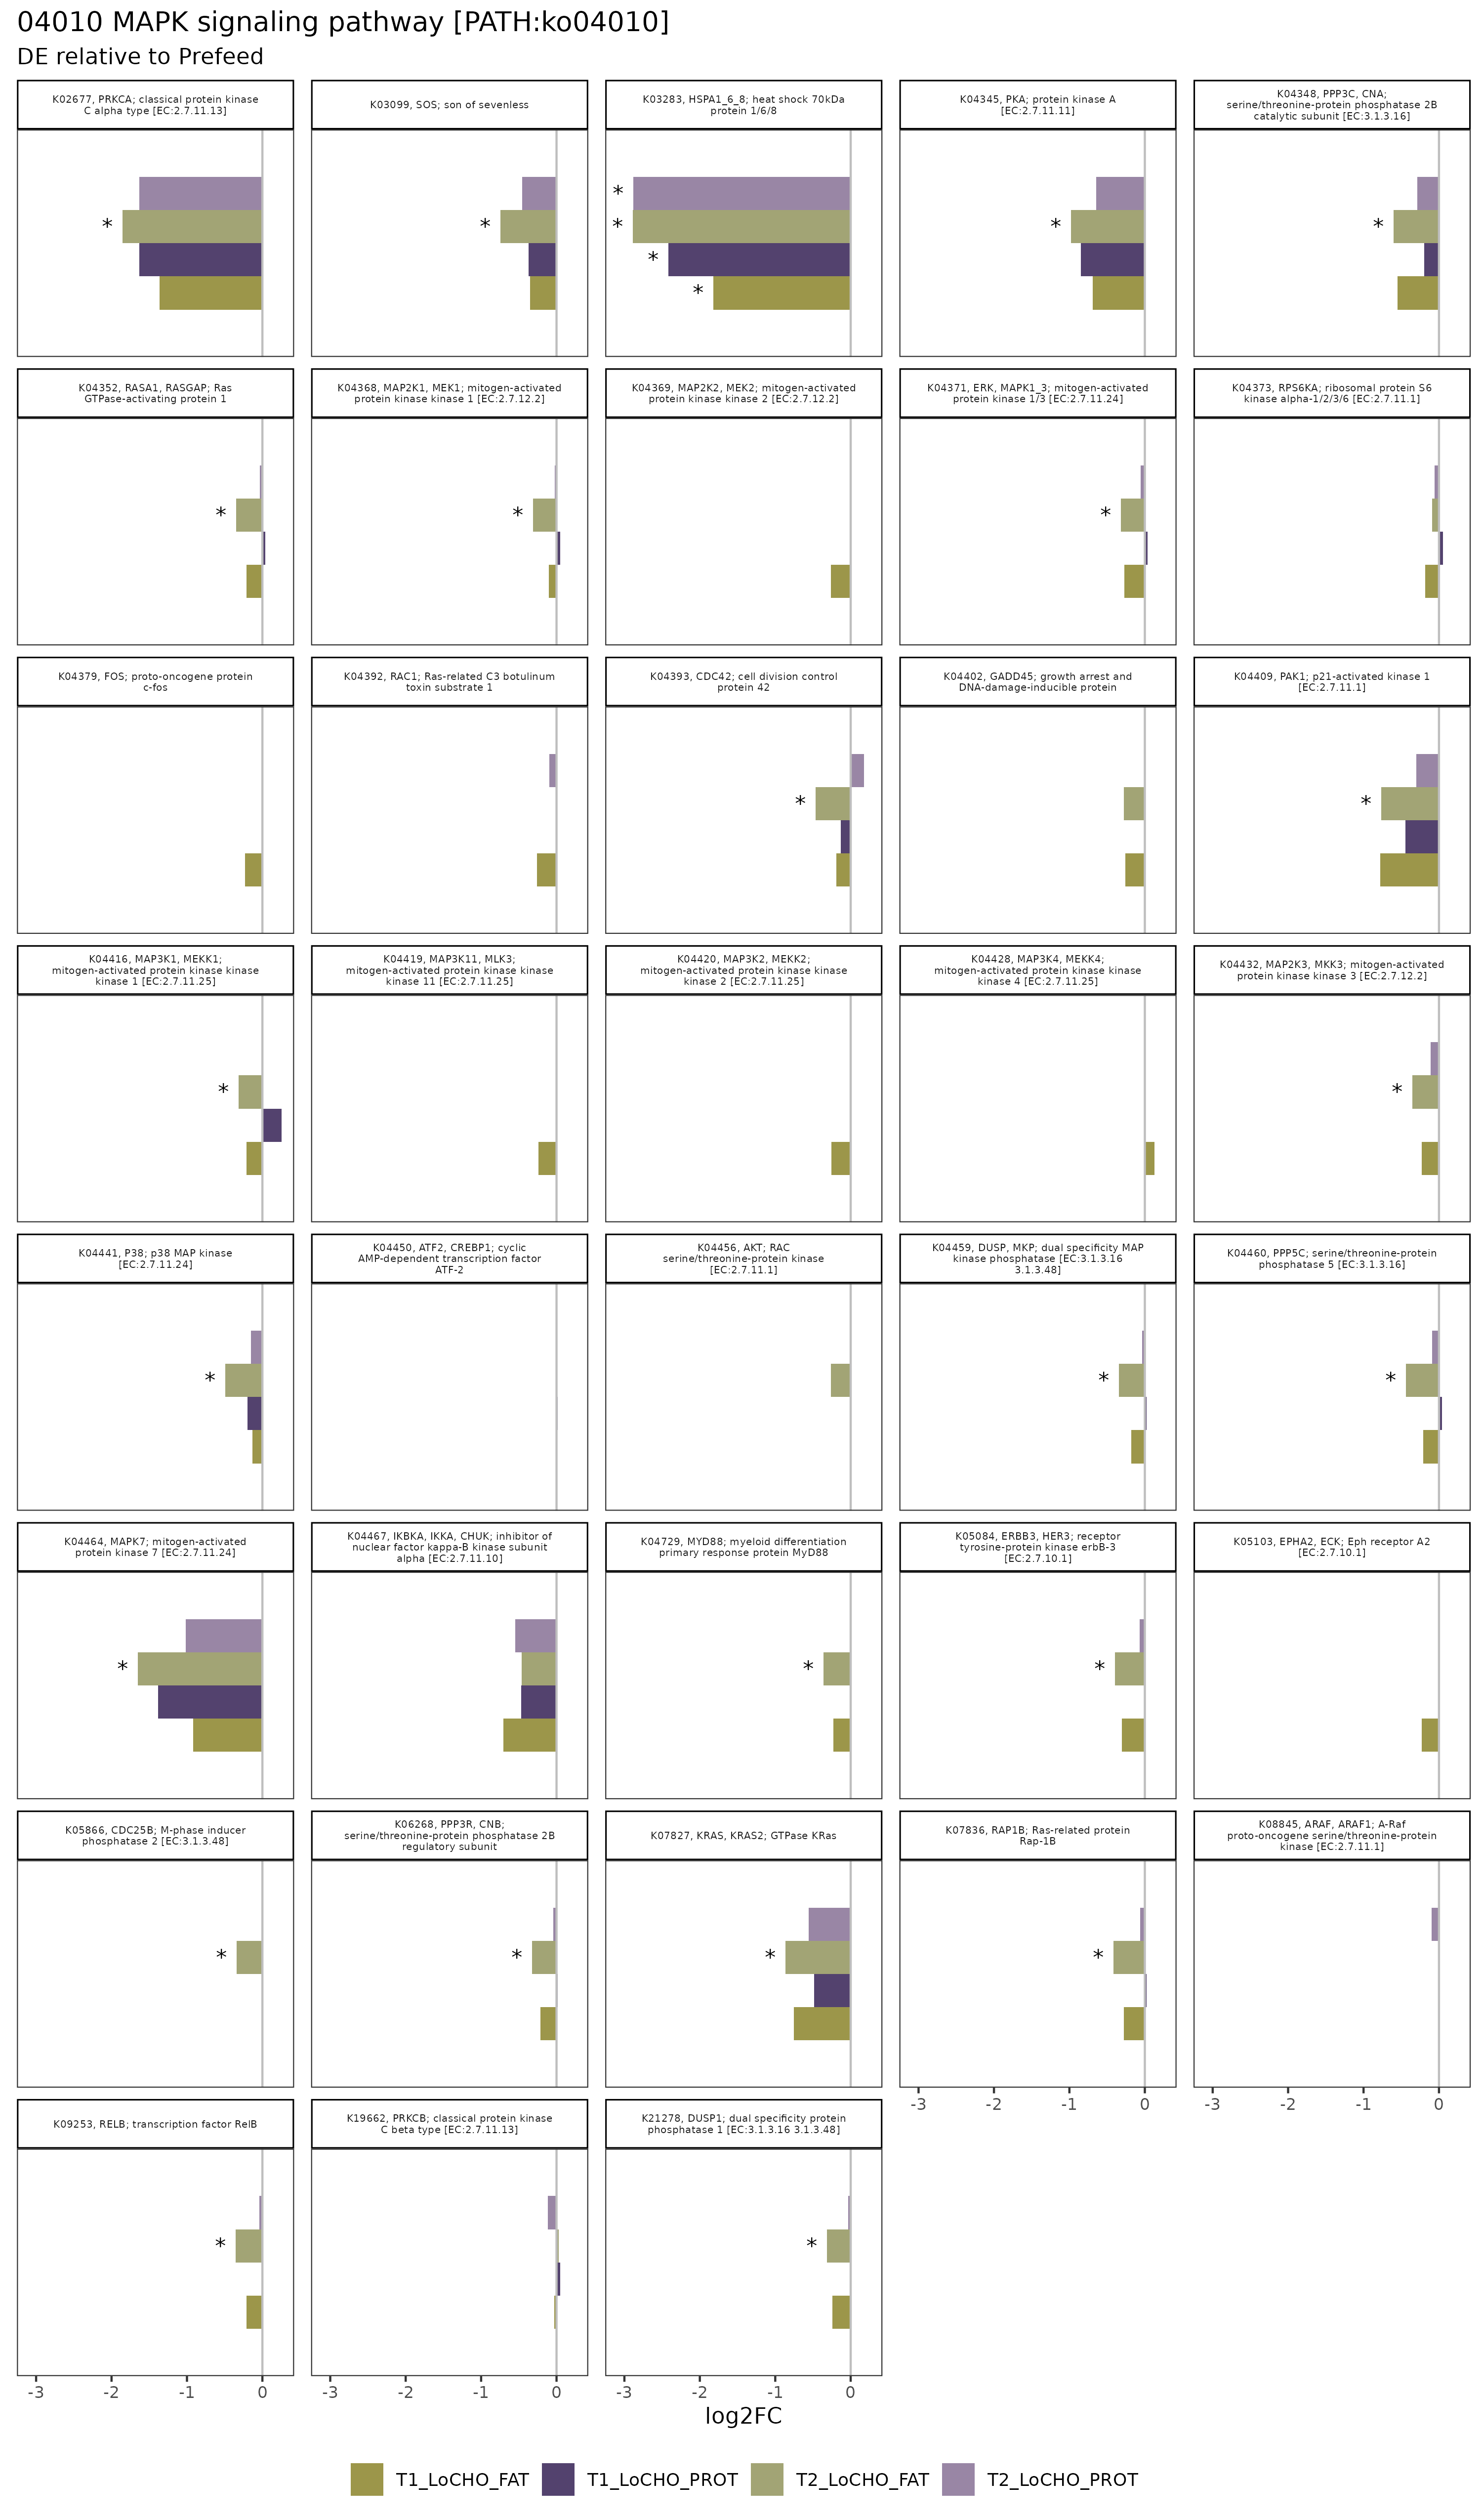 04010 MAPK signaling pathway [PATH:ko04010]
DE relative to Prefeed
K02677, PRKCA; classical protein kinase
C alpha type [EC:2.7.11.13]
K03099, SOS; son of sevenless
K03283, HSPA1_6_8; heat shock 70kDa
protein 1/6/8
K04345, PKA; protein kinase A
[EC:2.7.11.11]
K04348, PPP3C, CNA;
serine/threonine-protein phosphatase 2B
catalytic subunit [EC:3.1.3.16]
*
*
*
*
*
*
*
*
K04352, RASA1, RASGAP; Ras
GTPase-activating protein 1
K04368, MAP2K1, MEK1; mitogen-activated
protein kinase kinase 1 [EC:2.7.12.2]
K04369, MAP2K2, MEK2; mitogen-activated
protein kinase kinase 2 [EC:2.7.12.2]
K04371, ERK, MAPK1_3; mitogen-activated
protein kinase 1/3 [EC:2.7.11.24]
K04373, RPS6KA; ribosomal protein S6
kinase alpha-1/2/3/6 [EC:2.7.11.1]
*
*
*
K04379, FOS; proto-oncogene protein
c-fos
K04392, RAC1; Ras-related C3 botulinum
toxin substrate 1
K04393, CDC42; cell division control
protein 42
K04402, GADD45; growth arrest and
DNA-damage-inducible protein
K04409, PAK1; p21-activated kinase 1
[EC:2.7.11.1]
*
*
K04416, MAP3K1, MEKK1;
mitogen-activated protein kinase kinase
kinase 1 [EC:2.7.11.25]
K04419, MAP3K11, MLK3;
mitogen-activated protein kinase kinase
kinase 11 [EC:2.7.11.25]
K04420, MAP3K2, MEKK2;
mitogen-activated protein kinase kinase
kinase 2 [EC:2.7.11.25]
K04428, MAP3K4, MEKK4;
mitogen-activated protein kinase kinase
kinase 4 [EC:2.7.11.25]
K04432, MAP2K3, MKK3; mitogen-activated
protein kinase kinase 3 [EC:2.7.12.2]
*
*
K04441, P38; p38 MAP kinase
[EC:2.7.11.24]
K04450, ATF2, CREBP1; cyclic
AMP-dependent transcription factor
ATF-2
K04456, AKT; RAC
serine/threonine-protein kinase
[EC:2.7.11.1]
K04459, DUSP, MKP; dual specificity MAP
kinase phosphatase [EC:3.1.3.16
3.1.3.48]
K04460, PPP5C; serine/threonine-protein
phosphatase 5 [EC:3.1.3.16]
*
*
*
K04464, MAPK7; mitogen-activated
protein kinase 7 [EC:2.7.11.24]
K04467, IKBKA, IKKA, CHUK; inhibitor of
nuclear factor kappa-B kinase subunit
alpha [EC:2.7.11.10]
K04729, MYD88; myeloid differentiation
primary response protein MyD88
K05084, ERBB3, HER3; receptor
tyrosine-protein kinase erbB-3
[EC:2.7.10.1]
K05103, EPHA2, ECK; Eph receptor A2
[EC:2.7.10.1]
*
*
*
K05866, CDC25B; M-phase inducer
phosphatase 2 [EC:3.1.3.48]
K06268, PPP3R, CNB;
serine/threonine-protein phosphatase 2B
regulatory subunit
K07827, KRAS, KRAS2; GTPase KRas
K07836, RAP1B; Ras-related protein
Rap-1B
K08845, ARAF, ARAF1; A-Raf
proto-oncogene serine/threonine-protein
kinase [EC:2.7.11.1]
*
*
*
*
-3 -2 -1 0
-3 -2 -1 0
K09253, RELB; transcription factor RelB
K19662, PRKCB; classical protein kinase
C beta type [EC:2.7.11.13]
K21278, DUSP1; dual specificity protein
phosphatase 1 [EC:3.1.3.16 3.1.3.48]
*
*
-3 -2 -1 0
-3 -2 -1 0
-3 -2 -1 0
log2FC
T1_LoCHO_FAT
T1_LoCHO_PROT
T2_LoCHO_FAT
T2_LoCHO_PROT